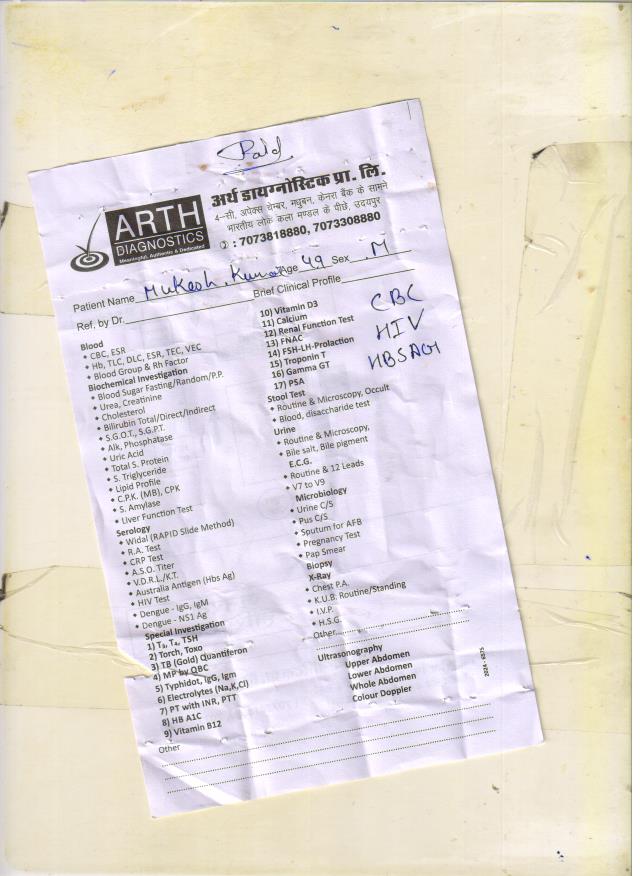 Paid
ARTH
DIAGNOSTICS
Meaningful, Authentic & Dedicated
अर्थ डायग्नोस्टिक प्रा. लि.
4-सी, अपेक्स चेम्बर, मधुबन, केनरा बैंक के सामने
भारतीय लोक कला मण्डल के पीछे, उदयपुर
: 7073818880, 7073308880
Patient Name Mukesh Kumar Age 49 Sex M
Ref. by Dr. Brief Clinical Profile
CBC
HIV
HBSAG
Blood
• CBC, ESR
• Hb, TLC, DLC, ESR, TEC, VEC
• Blood Group & Rh Factor
Biochemical Investigation
• Blood Sugar Fasting/Random/P.P.
• Urea, Creatinine
• Cholesterol
• Bilirubin Total/Direct/Indirect
• S.G.O.T., S.G.P.T.
• Alk, Phosphatase
• Uric Acid
• Total S. Protein
• S. Triglyceride
• Lipid Profile
• C.P.K. (MB), CPK
• S. Amylase
• Liver Function Test
Serology
• Widal (RAPID Slide Method)
• R.A. Test
• CRP Test
• A.S.O. Titer
• V.D.R.L./K.T.
• Australia Antigen (Hbs Ag)
• HIV Test
• Dengue - IgG, IgM
• Dengue - NS1 Ag
Special Investigation
1) T₃, T₄, TSH
2) Torch, Toxo
3) TB (Gold) Quantiferon
4) MP by QBC
5) Typhidot, IgG, Igm
6) Electrolytes (Na,K,Cl)
7) PT with INR, PTT
8) HB A1C
9) Vitamin B12
10) Vitamin D3
11) Calcium
12) Renal Function Test
13) FNAC
14) FSH-LH-Prolaction
15) Troponin T
16) Gamma GT
17) PSA
Stool Test
• Routine & Microscopy, Occult
• Blood, disaccharide test
Urine
• Routine & Microscopy,
• Bile salt, Bile pigment
E.C.G.
• Routine & 12 Leads
• V7 to V9
Microbiology
• Urine C/S
• Pus C/S
• Sputum for AFB
• Pregnancy Test
• Pap Smear
Biopsy
X-Ray
• Chest P.A.
• K.U.B. Routine/Standing
• I.V.P.
• H.S.G.
Other
Ultrasonography
Upper Abdomen
Lower Abdomen
Whole Abdomen
Colour Doppler
Other